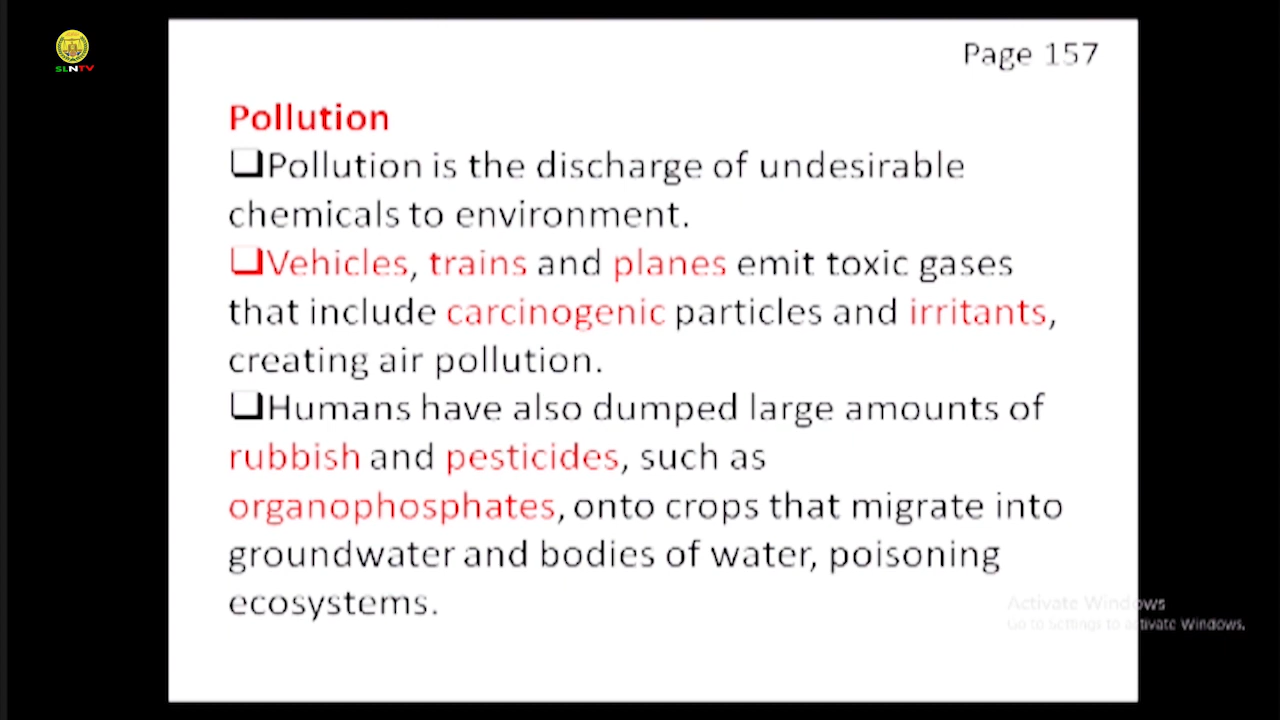 SLNTV
Page 157
Pollution
❑Pollution is the discharge of undesirable
chemicals to environment.
❑Vehicles, trains and planes emit toxic gases
that include carcinogenic particles and irritants,
creating air pollution.
❑Humans have also dumped large amounts of
rubbish and pesticides, such as
organophosphates, onto crops that migrate into
groundwater and bodies of water, poisoning
ecosystems.
Activate Windows
Go to Settings to activate Windows.